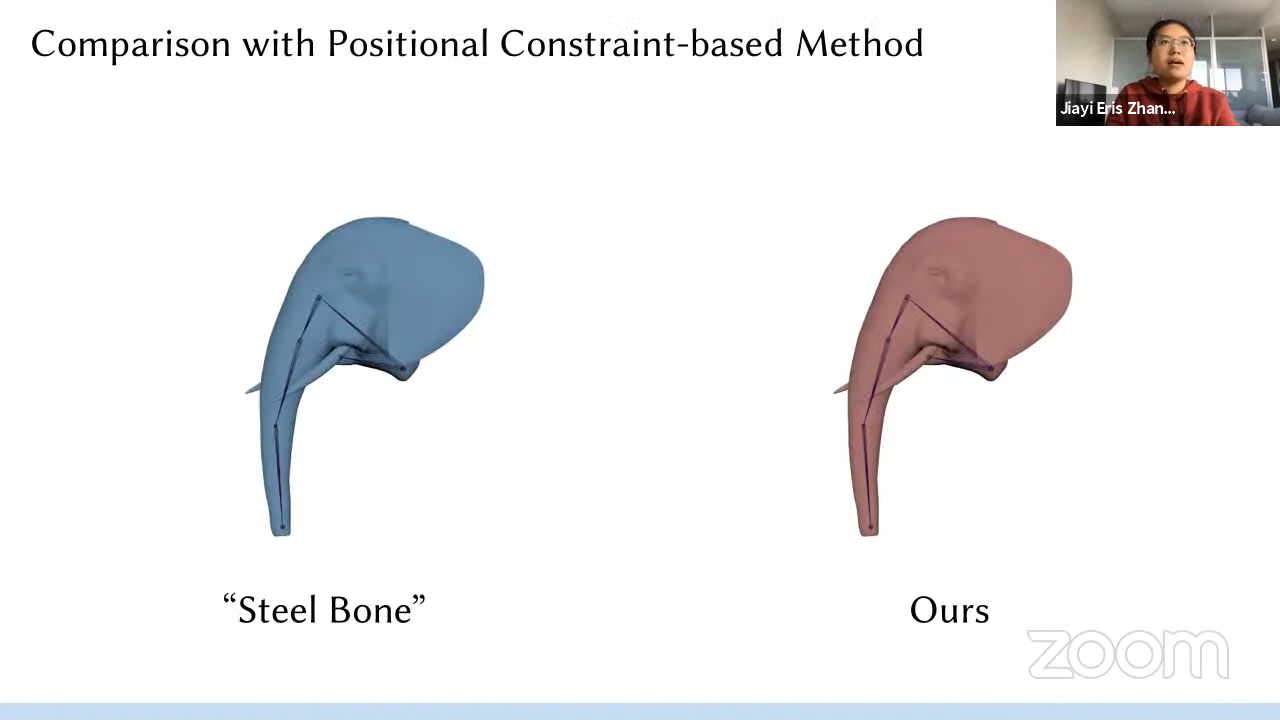 Comparison with Positional Constraint-based Method
Jiayi Eris Zhan...
“Steel Bone”
Ours
zoom